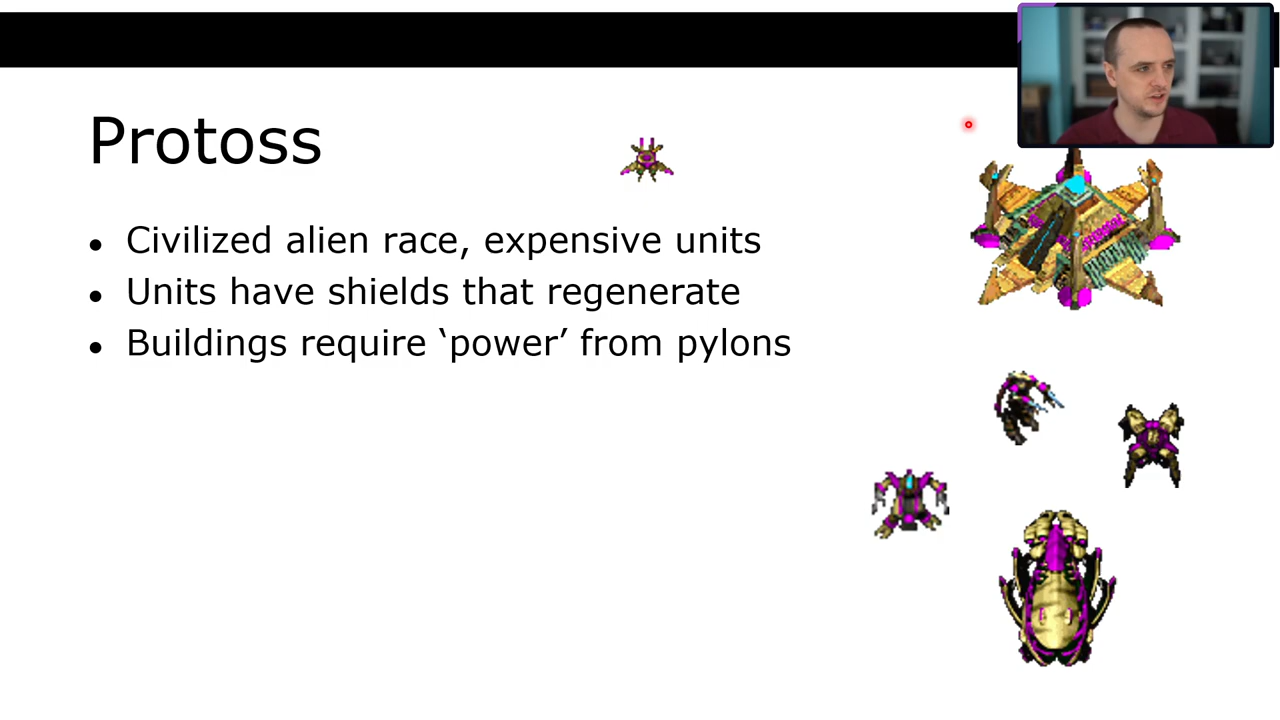 Protoss
• Civilized alien race, expensive units
• Units have shields that regenerate
• Buildings require ‘power’ from pylons